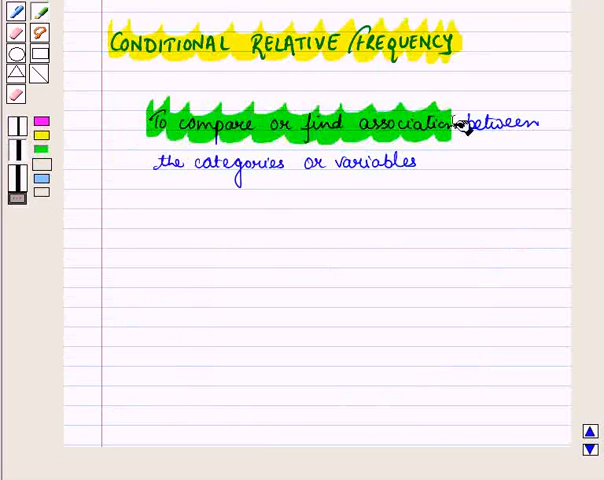 CONDITIONAL RELATIVE FREQUENCY
To compare or find association between
the categories or variables